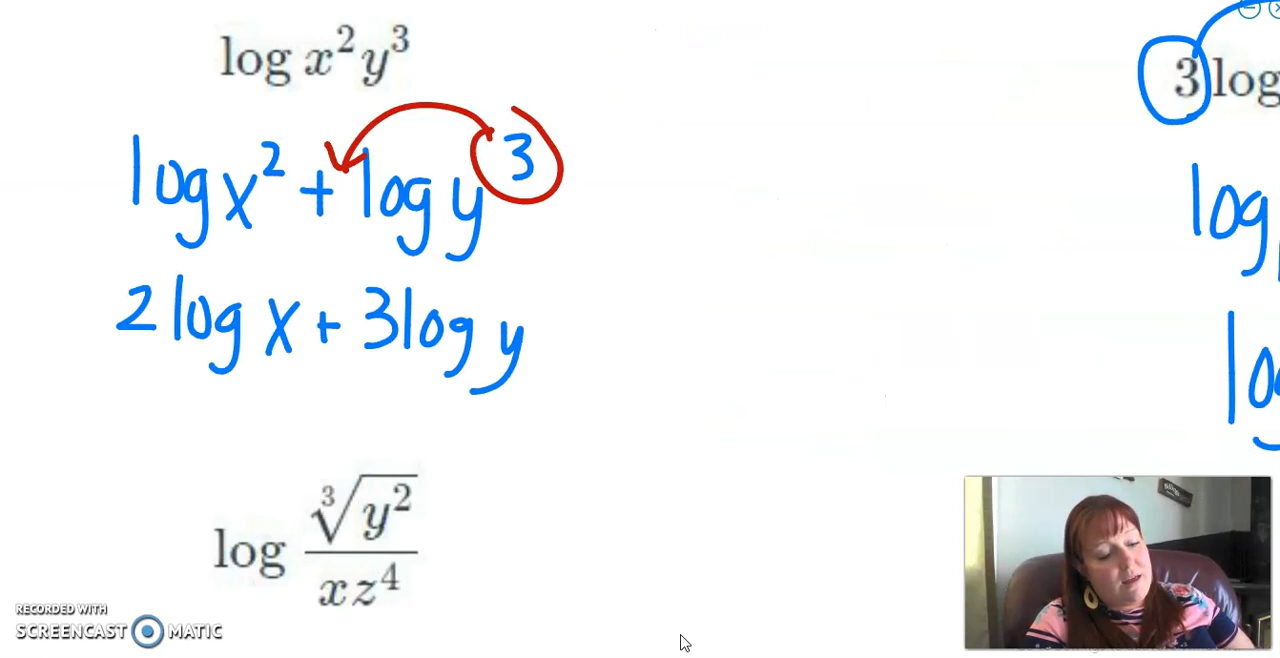 log x²y³
3 log
log x² + log y³
log
2 log x + 3 log y
log
log ∛(y²) / (xz⁴)
RECORDED WITH
SCREENCAST MATIC